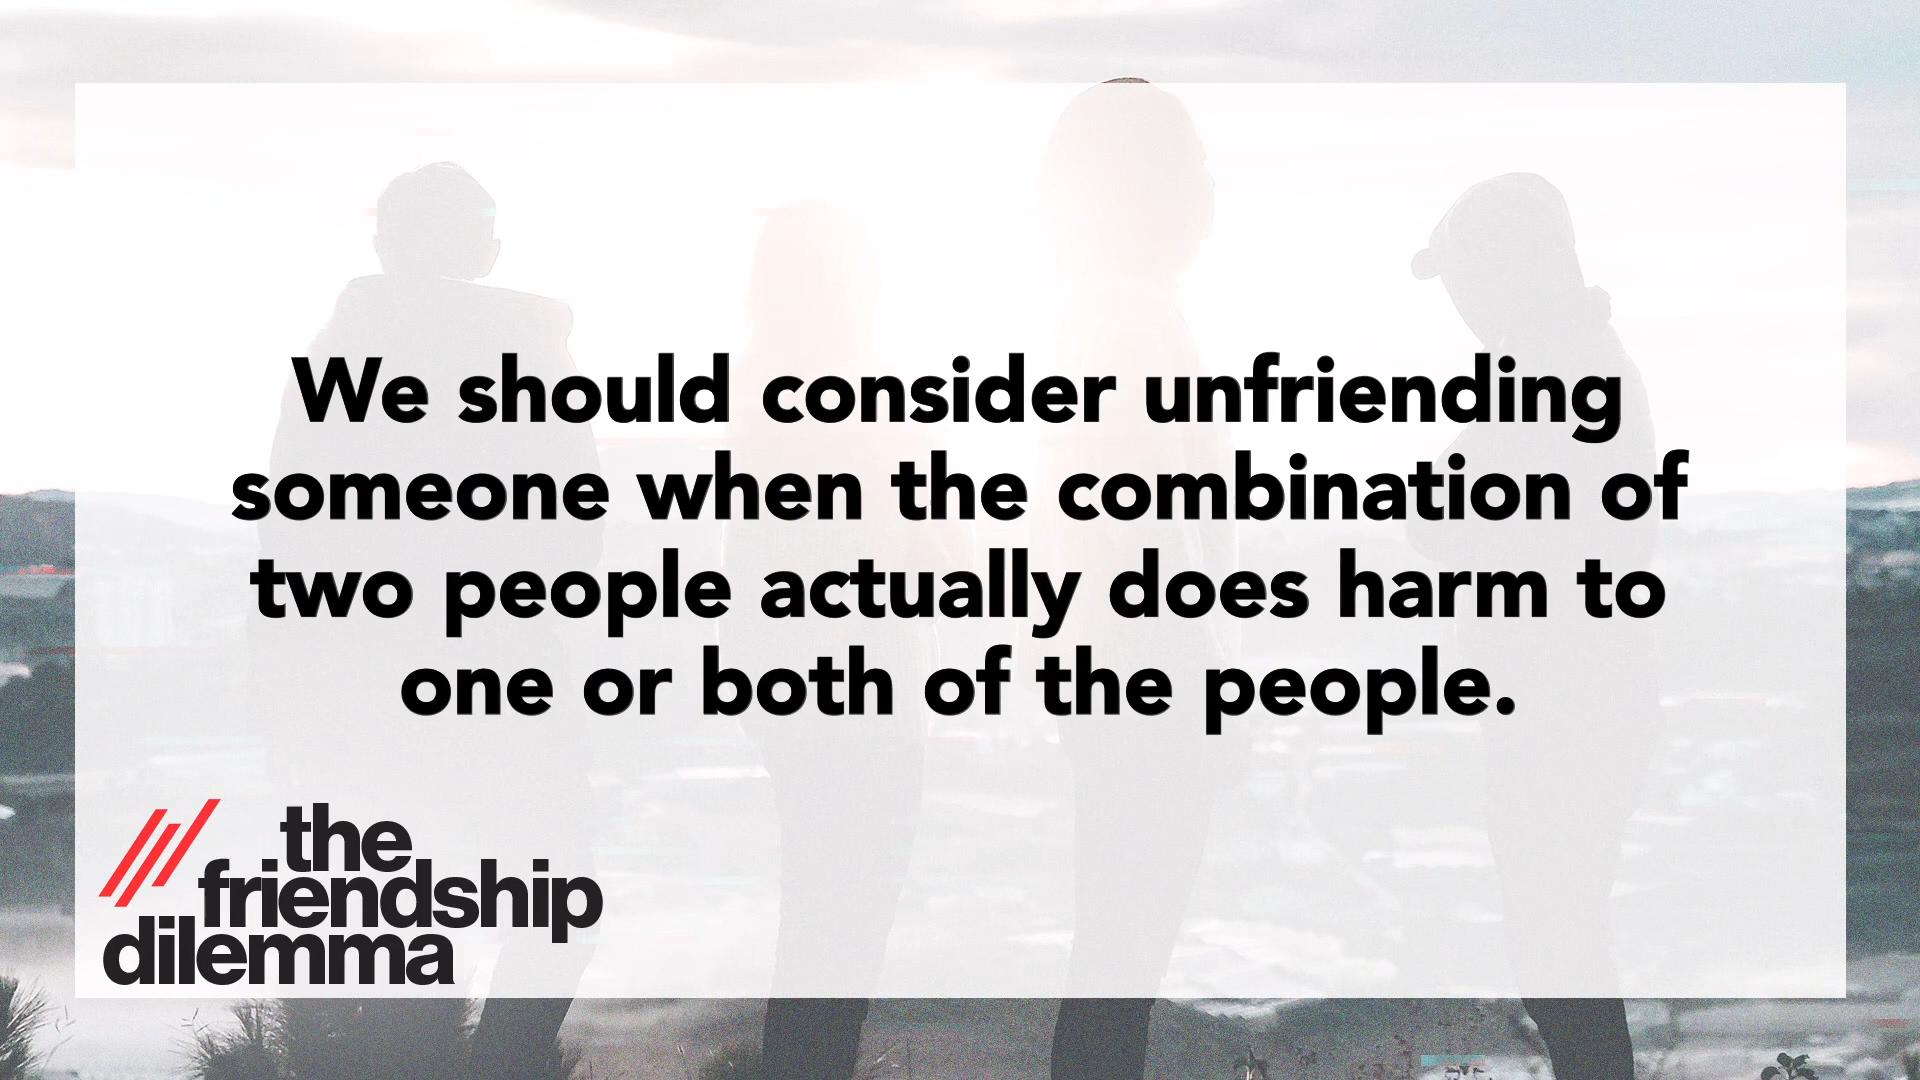 We should consider unfriending
someone when the combination of
two people actually does harm to
one or both of the people.
the
friendship
dilemma